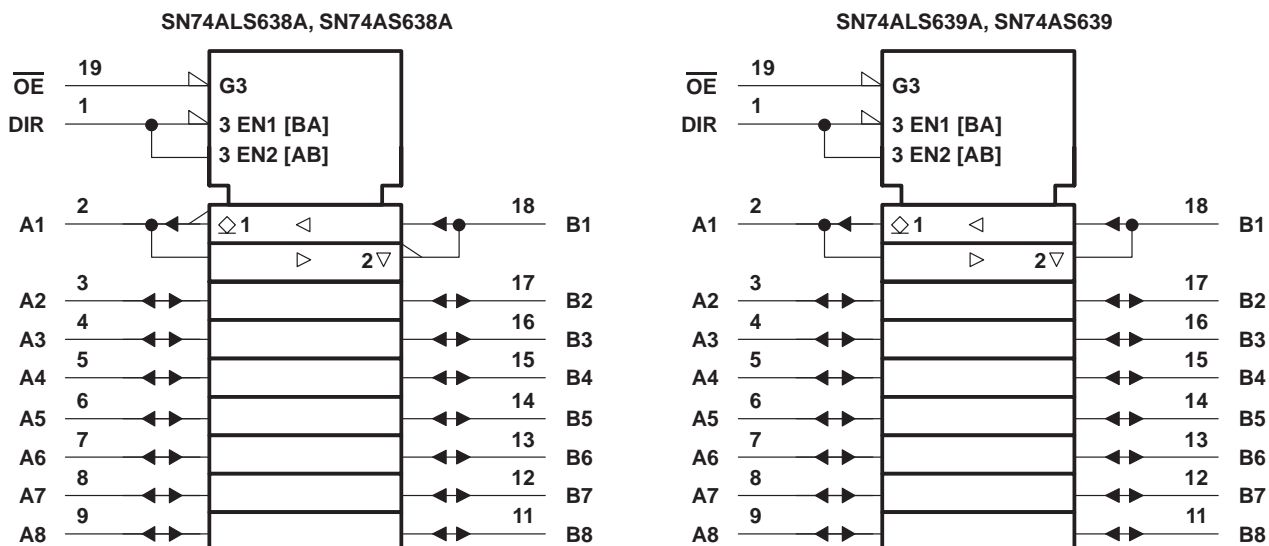 SN74ALS638A, SN74AS638A
OE 19 G3
DIR 1 3 EN1 [BA]
3 EN2 [AB]
A1 2 1 18 B1
2
A2 3 17 B2
A3 4 16 B3
A4 5 15 B4
A5 6 14 B5
A6 7 13 B6
A7 8 12 B7
A8 9 11 B8
SN74ALS639A, SN74AS639
OE 19 G3
DIR 1 3 EN1 [BA]
3 EN2 [AB]
A1 2 1 18 B1
2
A2 3 17 B2
A3 4 16 B3
A4 5 15 B4
A5 6 14 B5
A6 7 13 B6
A7 8 12 B7
A8 9 11 B8